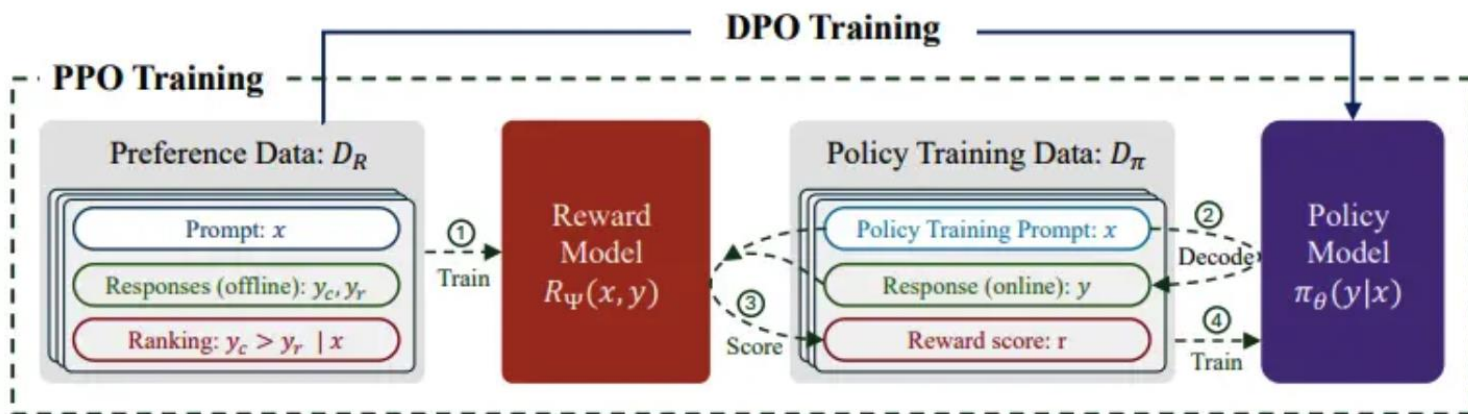 DPO Training
PPO Training
Preference Data: D_R
Prompt: x
Responses (offline): y_c, y_r
Ranking: y_c > y_r | x
① 
Train
Reward
Model
R_Ψ(x, y)
③
Score
Policy Training Data: D_π
Policy Training Prompt: x
Response (online): y
Reward score: r
②
Decode
④
Train
Policy
Model
π_θ(y|x)